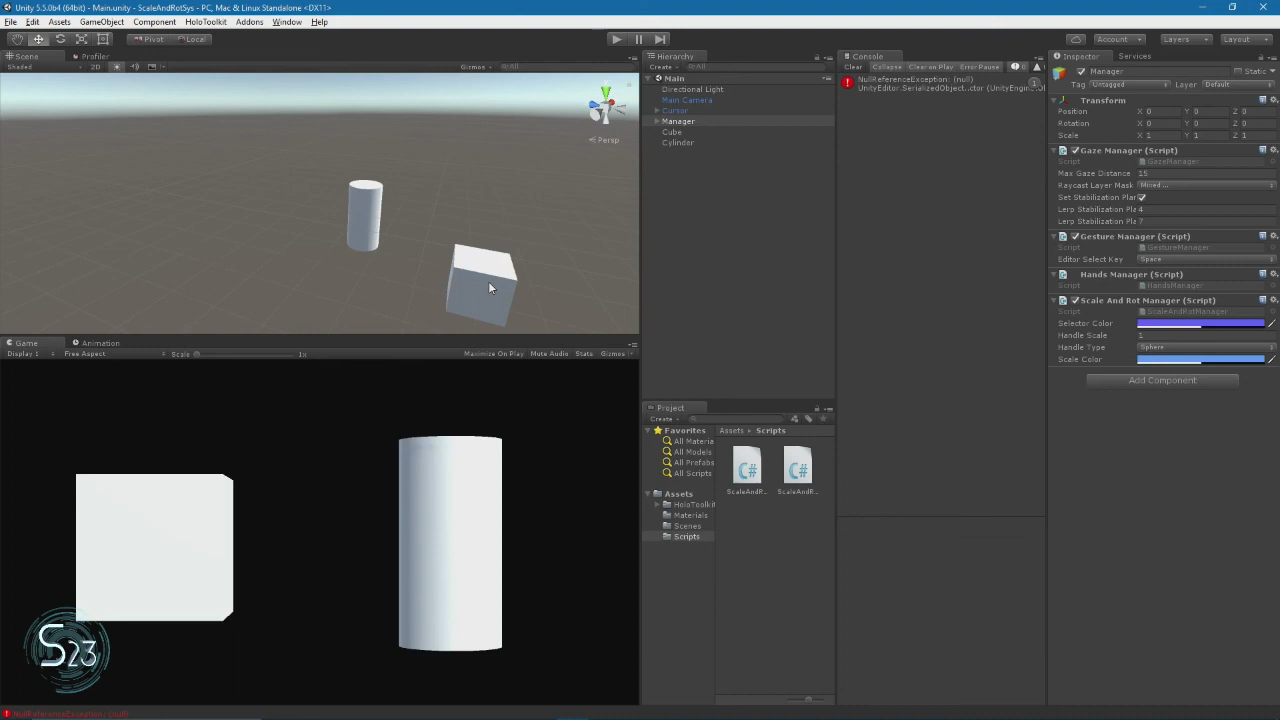 Unity 5.5.0b4 (64bit) - Main.unity - ScaleAndRotSys - PC, Mac & Linux Standalone <DX11>
File Edit Assets GameObject Component HoloToolkit Addons Window Help
Pivot Local Account Layers Layout
Scene Profiler
Shaded 2D Gizmos All
Persp
Game Animation
Display 1 Free Aspect Scale 1x Maximize On Play Mute Audio Stats Gizmos
S23
NullReferenceException: (null)
Hierarchy
Create All
Main
Directional Light
Main Camera
Cursor
Manager
Cube
Cylinder
Project
Create
Favorites
All Materia
All Models
All Prefabs
All Scripts
Assets
HoloToolkit
Materials
Scenes
Scripts
Assets Scripts
C# C#
ScaleAndR... ScaleAndR...
Console
Clear Collapse Clear on Play Error Pause
NullReferenceException: (null)
UnityEditor.SerializedObject..ctor (UnityEngine.Ol
1
Inspector Services
Manager Static
Tag Untagged Layer Default
Transform
Position X 0 Y 0 Z 0
Rotation X 0 Y 0 Z 0
Scale X 1 Y 1 Z 1
Gaze Manager (Script)
Script GazeManager
Max Gaze Distance 15
Raycast Layer Mask Mixed ...
Set Stabilization Plar
Lerp Stabilization Pla 4
Lerp Stabilization Pla 7
Gesture Manager (Script)
Script GestureManager
Editor Select Key Space
Hands Manager (Script)
Script HandsManager
Scale And Rot Manager (Script)
Script ScaleAndRotManager
Selector Color
Handle Scale 1
Handle Type Sphere
Scale Color
Add Component